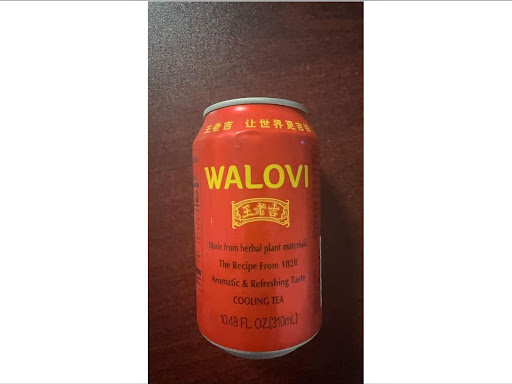 王老吉 让世界更吉祥
WALOVI
王老吉
Made from herbal plant materials
The Recipe From 1828
Aromatic & Refreshing Taste
COOLING TEA
10.48 FL. OZ.(310mL)